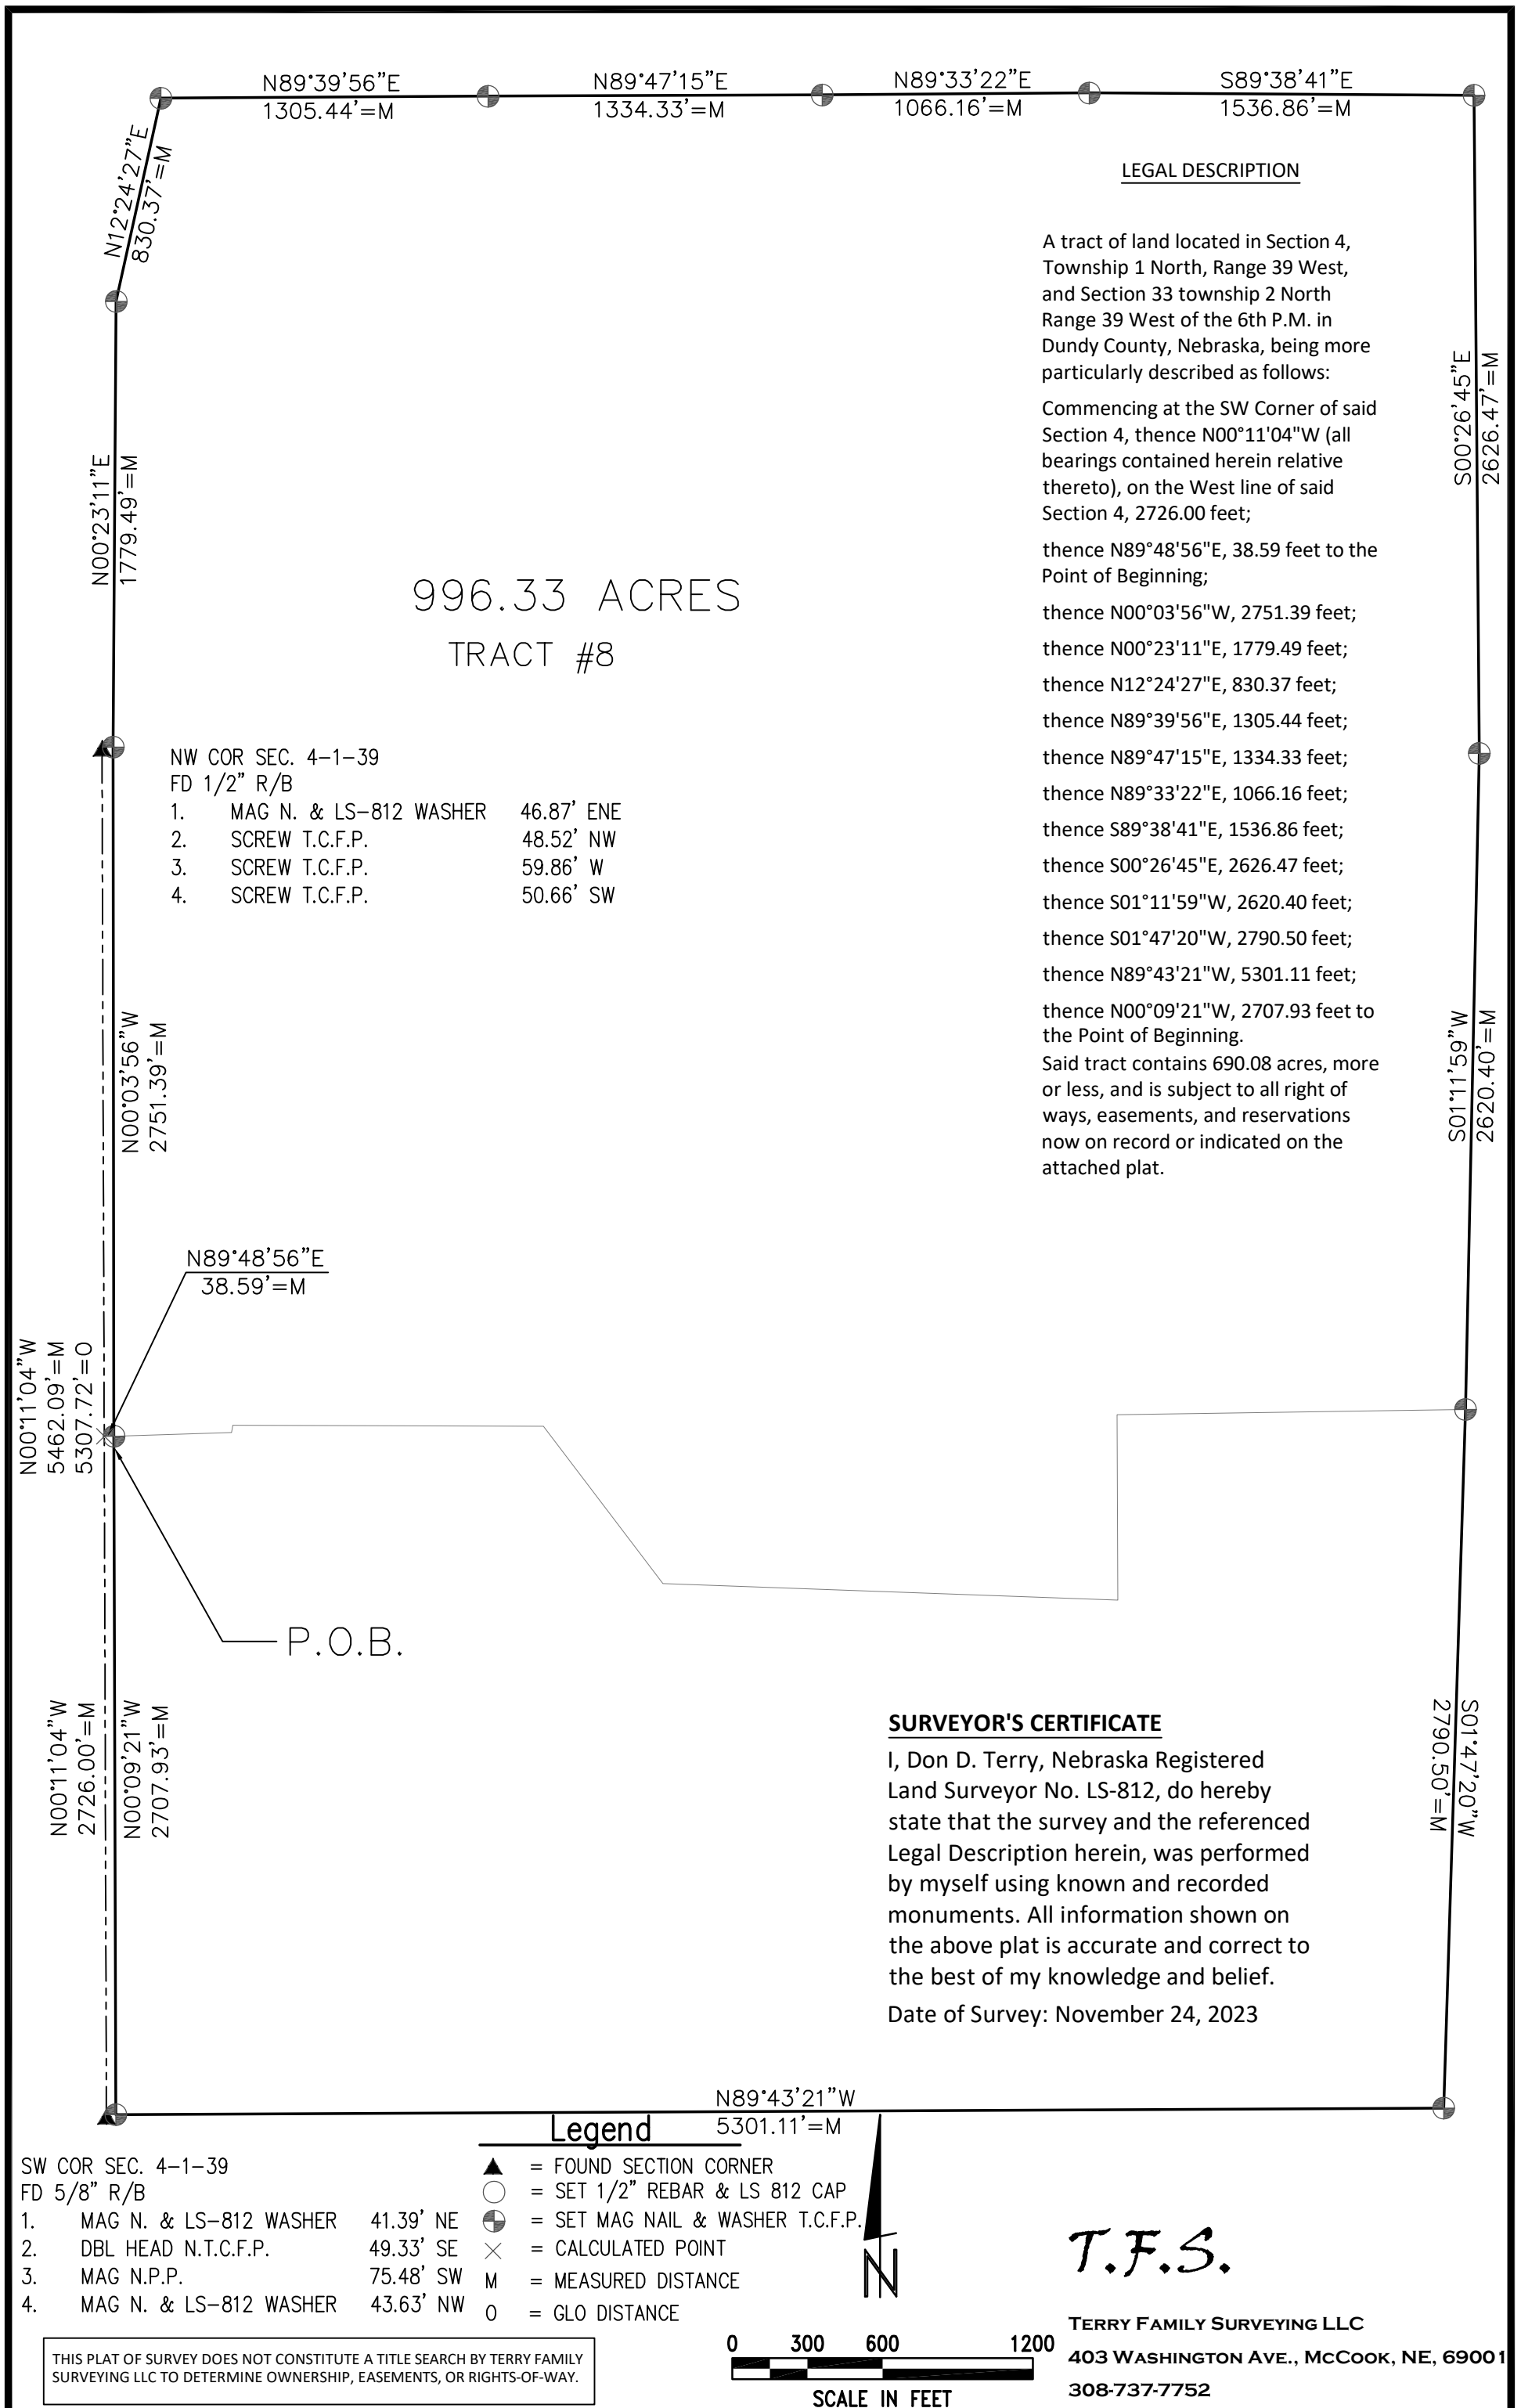 N89°39'56"E
1305.44'=M
N89°47'15"E
1334.33'=M
N89°33'22"E
1066.16'=M
S89°38'41"E
1536.86'=M
N12°24'27"E
830.37'=M
LEGAL DESCRIPTION
A tract of land located in Section 4,
Township 1 North, Range 39 West,
and Section 33 township 2 North
Range 39 West of the 6th P.M. in
Dundy County, Nebraska, being more
particularly described as follows:
Commencing at the SW Corner of said
Section 4, thence N00°11'04"W (all
bearings contained herein relative
thereto), on the West line of said
Section 4, 2726.00 feet;
thence N89°48'56"E, 38.59 feet to the
Point of Beginning;
thence N00°03'56"W, 2751.39 feet;
thence N00°23'11"E, 1779.49 feet;
thence N12°24'27"E, 830.37 feet;
thence N89°39'56"E, 1305.44 feet;
thence N89°47'15"E, 1334.33 feet;
thence N89°33'22"E, 1066.16 feet;
thence S89°38'41"E, 1536.86 feet;
thence S00°26'45"E, 2626.47 feet;
thence S01°11'59"W, 2620.40 feet;
thence S01°47'20"W, 2790.50 feet;
thence N89°43'21"W, 5301.11 feet;
thence N00°09'21"W, 2707.93 feet to
the Point of Beginning.
Said tract contains 690.08 acres, more
or less, and is subject to all right of
ways, easements, and reservations
now on record or indicated on the
attached plat.
S00°26'45"E
2626.47'=M
N00°23'11"E
1779.49'=M
996.33 ACRES
TRACT #8
NW COR SEC. 4-1-39
FD 1/2" R/B
1. MAG N. & LS-812 WASHER 46.87' ENE
2. SCREW T.C.F.P. 48.52' NW
3. SCREW T.C.F.P. 59.86' W
4. SCREW T.C.F.P. 50.66' SW
N00°03'56"W
2751.39'=M
S01°11'59"W
2620.40'=M
N89°48'56"E
38.59'=M
N00°11'04"W
5462.09'=M
5307.72'=O
P.O.B.
N00°11'04"W
2726.00'=M
N00°09'21"W
2707.93'=M
S01°47'20"W
2790.50'=M
SURVEYOR'S CERTIFICATE
I, Don D. Terry, Nebraska Registered
Land Surveyor No. LS-812, do hereby
state that the survey and the referenced
Legal Description herein, was performed
by myself using known and recorded
monuments. All information shown on
the above plat is accurate and correct to
the best of my knowledge and belief.
Date of Survey: November 24, 2023
N89°43'21"W
5301.11'=M
SW COR SEC. 4-1-39
FD 5/8" R/B
1. MAG N. & LS-812 WASHER 41.39' NE
2. DBL HEAD N.T.C.F.P. 49.33' SE
3. MAG N.P.P. 75.48' SW
4. MAG N. & LS-812 WASHER 43.63' NW
Legend
= FOUND SECTION CORNER
= SET 1/2" REBAR & LS 812 CAP
= SET MAG NAIL & WASHER T.C.F.P.
= CALCULATED POINT
M = MEASURED DISTANCE
O = GLO DISTANCE
N
T.F.S.
TERRY FAMILY SURVEYING LLC
403 WASHINGTON AVE., MCCOOK, NE, 69001
308-737-7752
0 300 600 1200
SCALE IN FEET
THIS PLAT OF SURVEY DOES NOT CONSTITUTE A TITLE SEARCH BY TERRY FAMILY
SURVEYING LLC TO DETERMINE OWNERSHIP, EASEMENTS, OR RIGHTS-OF-WAY.